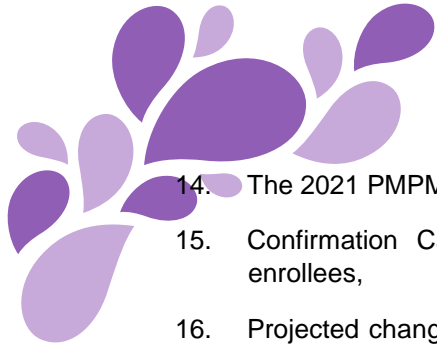 14. The 2021 PMPM
15. Confirmation
enrollees,
16. Projected chang